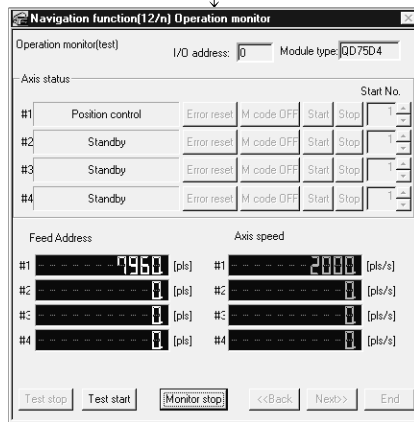 Navigation function(12/n) Operation monitor
Operation monitor(test) I/O address: 0 Module type: QD75D4
Axis status
Start No.
#1 Position control Error reset M code OFF Start Stop 1
#2 Standby Error reset M code OFF Start Stop 1
#3 Standby Error reset M code OFF Start Stop 1
#4 Standby Error reset M code OFF Start Stop 1
Feed Address Axis speed
#1 7960. [pls] #1 2000. [pls/s]
#2 0. [pls] #2 0. [pls/s]
#3 0. [pls] #3 0. [pls/s]
#4 0. [pls] #4 0. [pls/s]
Test stop Test start Monitor stop <<Back Next>> End